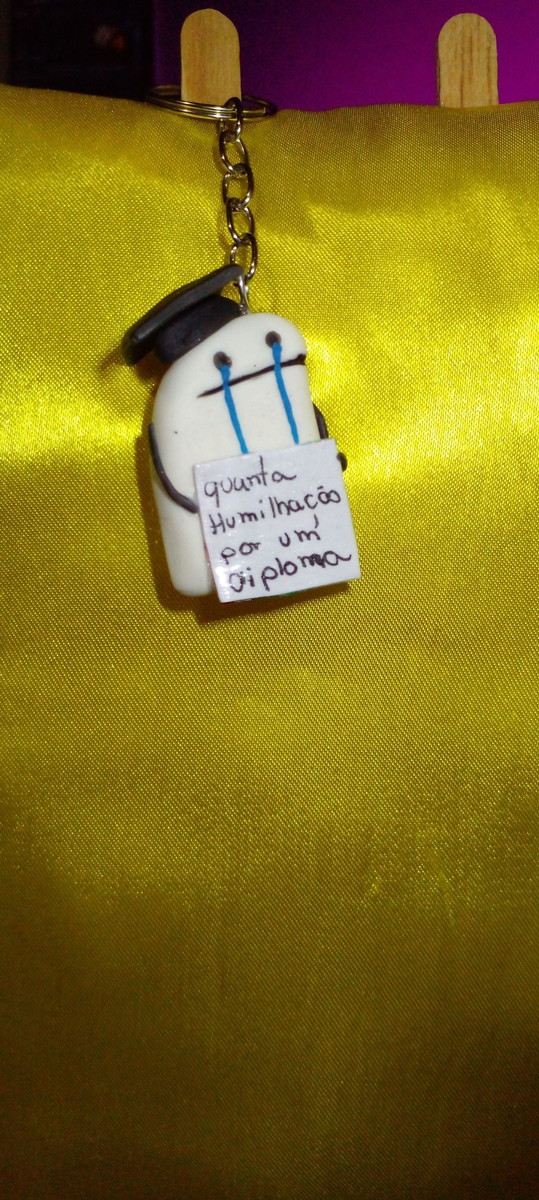 quanta
Humilhação
por um
Diploma